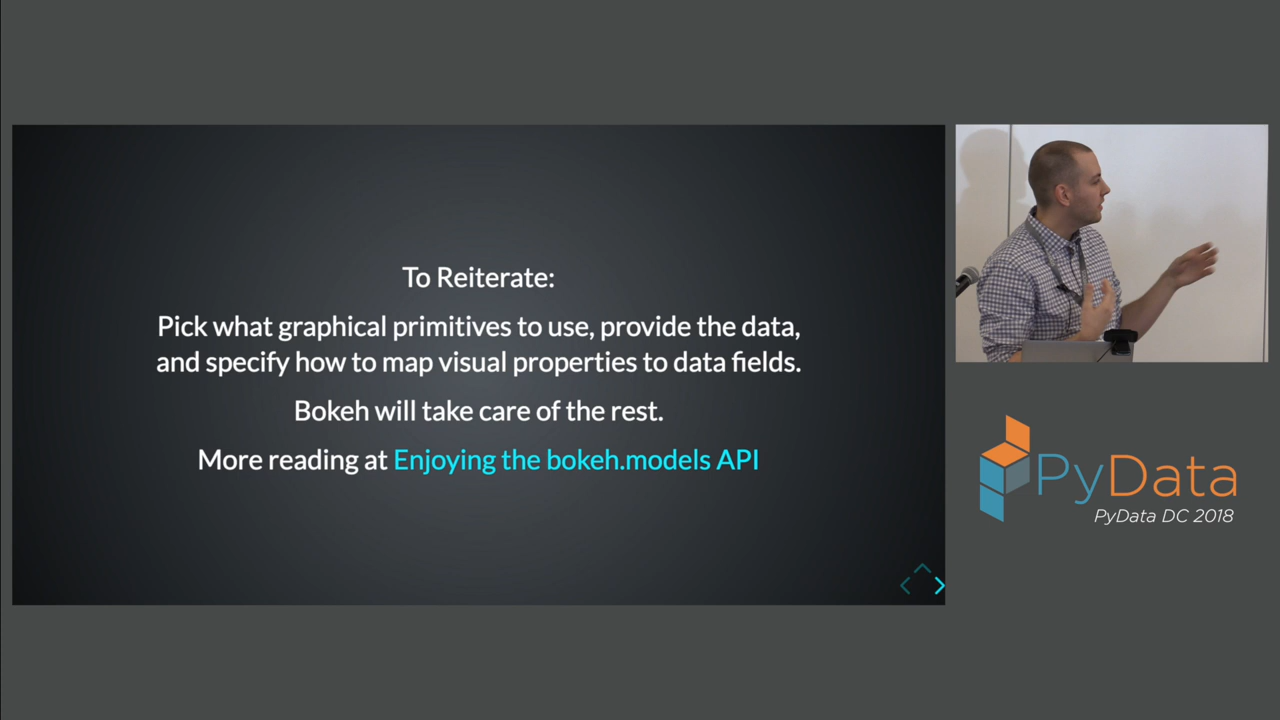 To Reiterate:
Pick what graphical primitives to use, provide the data,
and specify how to map visual properties to data fields.
Bokeh will take care of the rest.
More reading at Enjoying the bokeh.models API
PyData
PyData DC 2018